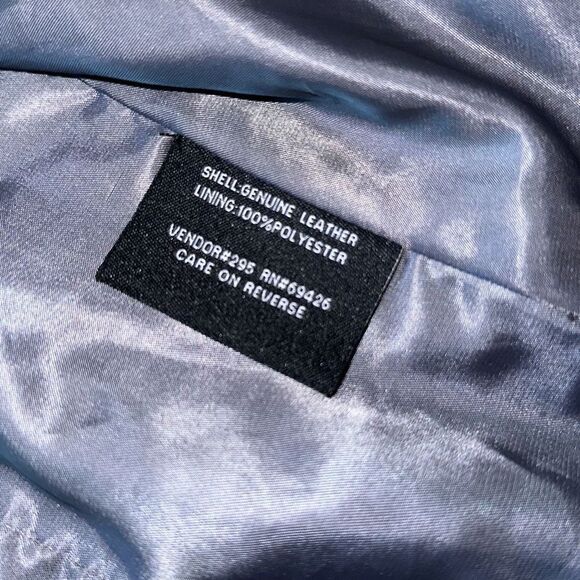 SHELL:GENUINE LEATHER
LINING:100%POLYESTER
VENDOR#295 RN#69426
CARE ON REVERSE